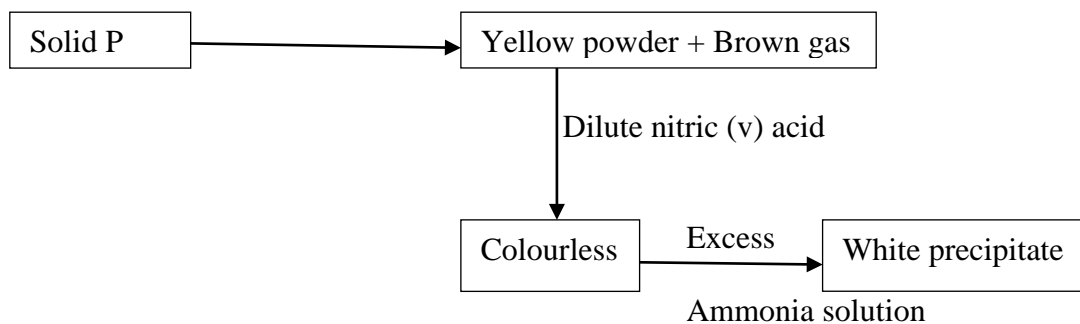 Solid P
Yellow powder + Brown gas
Dilute nitric (v) acid
Colourless
Excess
White precipitate
Ammonia solution